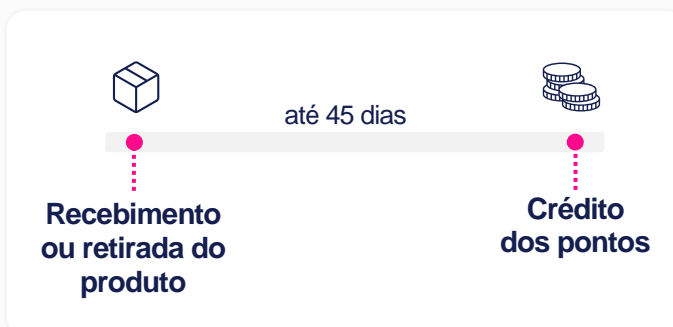 até 45 dias
Recebimento
ou retirada do
produto
Crédito
dos pontos